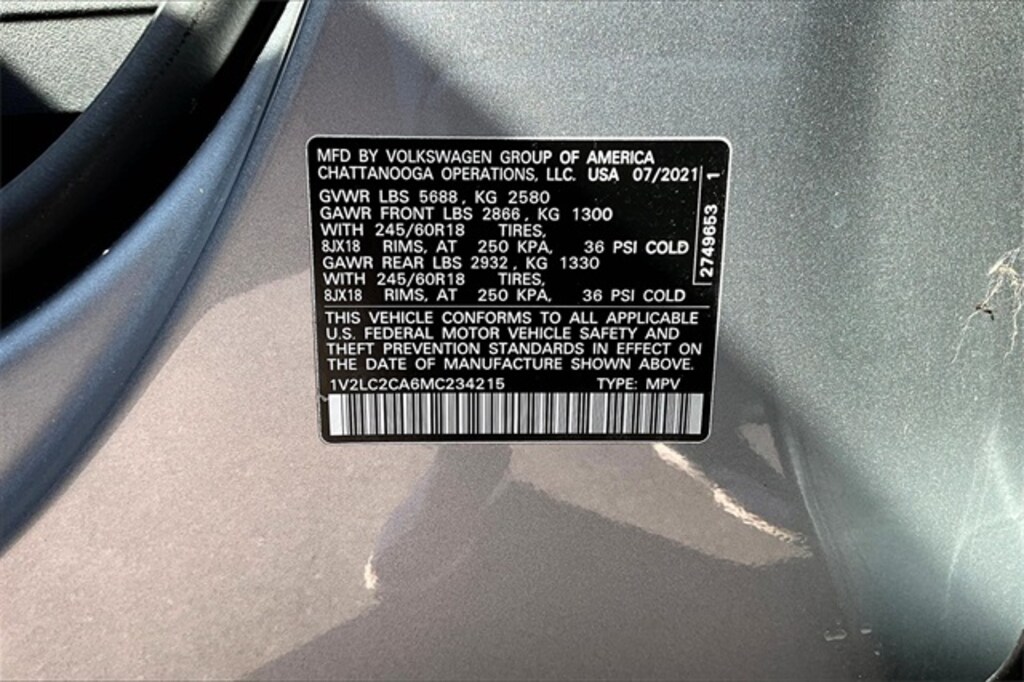 MFD BY VOLKSWAGEN GROUP OF AMERICA
CHATTANOOGA OPERATIONS, LLC. USA 07/2021
GVWR LBS 5688, KG 2580
GAWR FRONT LBS 2866, KG 1300
WITH 245/60R18 TIRES,
8JX18 RIMS, AT 250 KPA, 36 PSI COLD
GAWR REAR LBS 2932, KG 1330
WITH 245/60R18 TIRES,
8JX18 RIMS, AT 250 KPA, 36 PSI COLD
2749653 1
THIS VEHICLE CONFORMS TO ALL APPLICABLE
U.S. FEDERAL MOTOR VEHICLE SAFETY AND
THEFT PREVENTION STANDARDS IN EFFECT ON
THE DATE OF MANUFACTURE SHOWN ABOVE.
1V2LC2CA6MC234215 TYPE: MPV